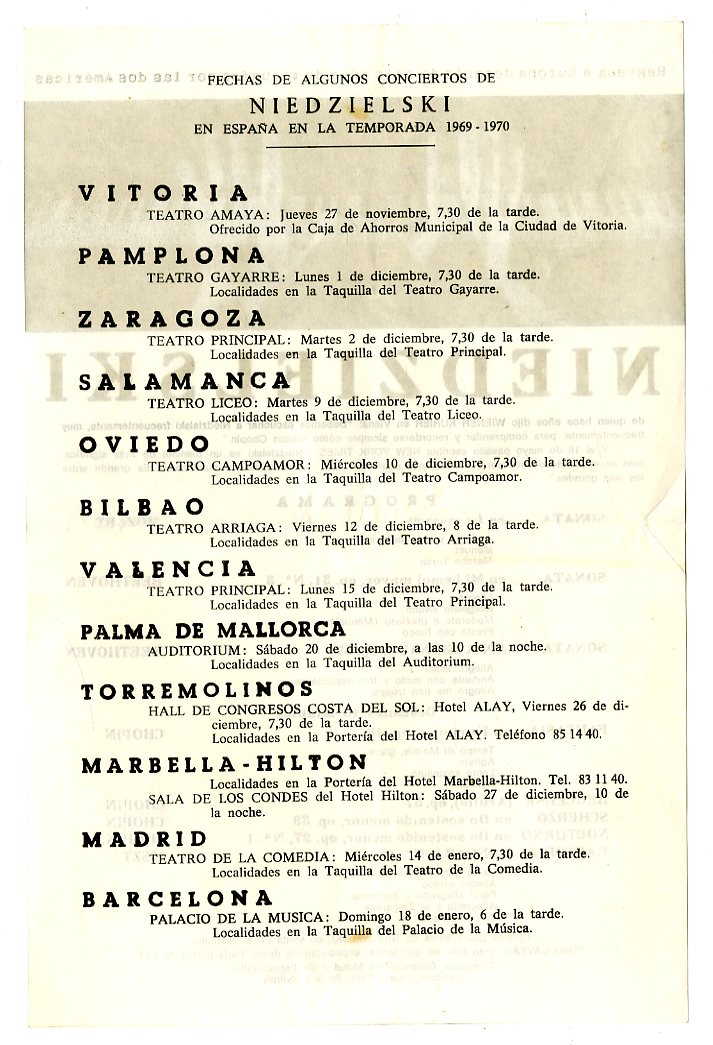 FECHAS DE ALGUNOS CONCIERTOS DE
NIEDZIELSKI
EN ESPAÑA EN LA TEMPORADA 1969 - 1970
VITORIA
TEATRO AMAYA: Jueves 27 de noviembre, 7,30 de la tarde.
Ofrecido por la Caja de Ahorros Municipal de la Ciudad de Vitoria.
PAMPLONA
TEATRO GAYARRE: Lunes 1 de diciembre, 7,30 de la tarde.
Localidades en la Taquilla del Teatro Gayarre.
ZARAGOZA
TEATRO PRINCIPAL: Martes 2 de diciembre, 7,30 de la tarde.
Localidades en la Taquilla del Teatro Principal.
SALAMANCA
TEATRO LICEO: Martes 9 de diciembre, 7,30 de la tarde.
Localidades en la Taquilla del Teatro Liceo.
OVIEDO
TEATRO CAMPOAMOR: Miércoles 10 de diciembre, 7,30 de la tarde.
Localidades en la Taquilla del Teatro Campoamor.
BILBAO
TEATRO ARRIAGA: Viernes 12 de diciembre, 8 de la tarde.
Localidades en la Taquilla del Teatro Arriaga.
VALENCIA
TEATRO PRINCIPAL: Lunes 15 de diciembre, 7,30 de la tarde.
Localidades en la Taquilla del Teatro Principal.
PALMA DE MALLORCA
AUDITORIUM: Sábado 20 de diciembre, a las 10 de la noche.
Localidades en la Taquilla del Auditorium.
TORREMOLINOS
HALL DE CONGRESOS COSTA DEL SOL: Hotel ALAY, Viernes 26 de di-
ciembre, 7,30 de la tarde.
Localidades en la Portería del Hotel ALAY. Teléfono 85 14 40.
MARBELLA - HILTON
Localidades en la Portería del Hotel Marbella-Hilton. Tel. 83 11 40.
SALA DE LOS CONDES del Hotel Hilton: Sábado 27 de diciembre, 10 de
la noche.
MADRID
TEATRO DE LA COMEDIA: Miércoles 14 de enero, 7,30 de la tarde.
Localidades en la Taquilla del Teatro de la Comedia.
BARCELONA
PALACIO DE LA MUSICA: Domingo 18 de enero, 6 de la tarde.
Localidades en la Taquilla del Palacio de la Música.